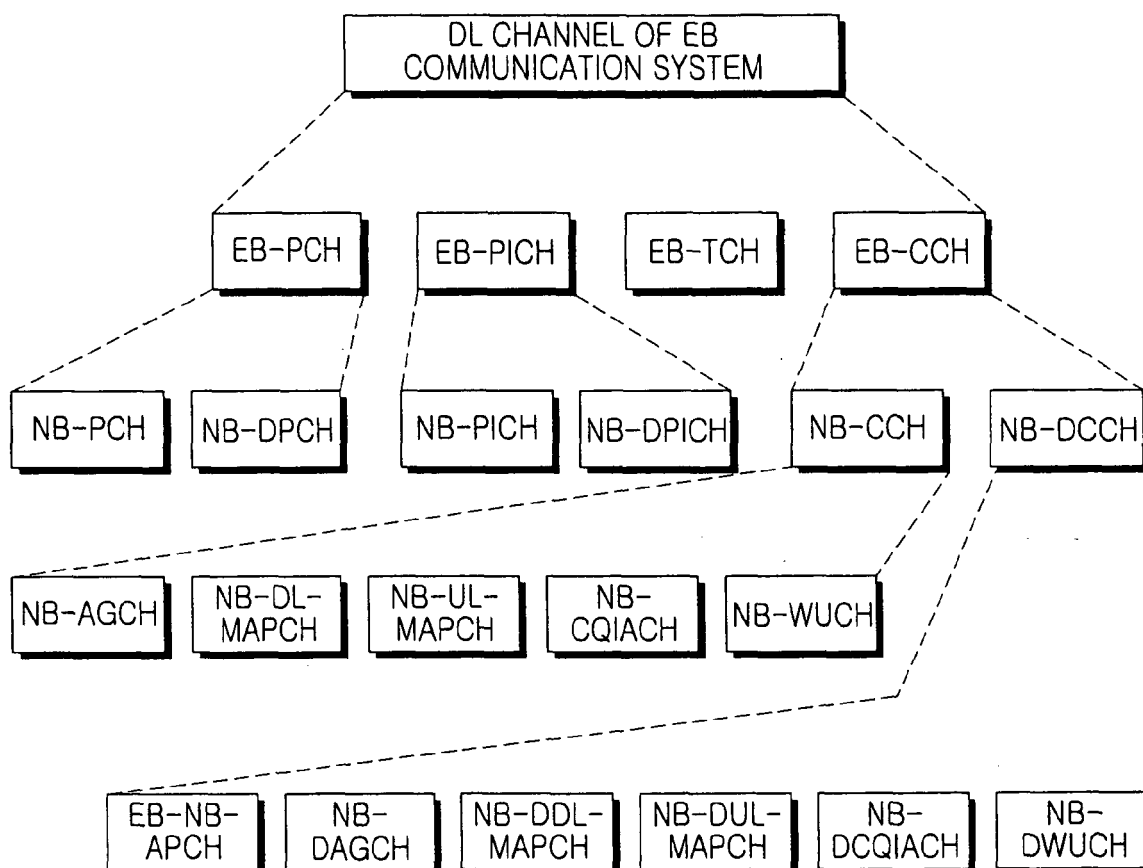 DL CHANNEL OF EB
COMMUNICATION SYSTEM
EB-PCH
EB-PICH
EB-TCH
EB-CCH
NB-PCH
NB-DPCH
NB-PICH
NB-DPICH
NB-CCH
NB-DCCH
NB-AGCH
NB-DL-
MAPCH
NB-UL-
MAPCH
NB-
CQIACH
NB-WUCH
EB-NB-
APCH
NB-
DAGCH
NB-DDL-
MAPCH
NB-DUL-
MAPCH
NB-
DCQIACH
NB-
DWUCH